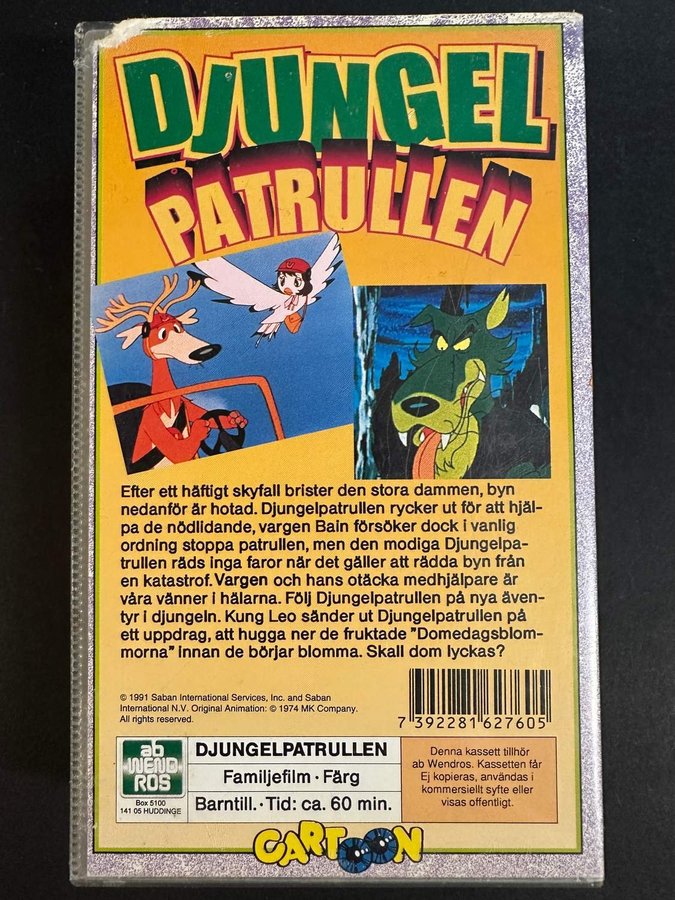 DJUNGEL
PATRULLEN
Efter ett häftigt skyfall brister den stora dammen, byn
nedanför är hotad. Djungelpatrullen rycker ut för att hjäl-
pa de nödlidande, vargen Bain försöker dock i vanlig
ordning stoppa patrullen, men den modiga Djungelpa-
trullen räds inga faror när det gäller att rädda byn från
en katastrof. Vargen och hans otäcka medhjälpare är
våra vänner i hälarna. Följ Djungelpatrullen på nya även-
tyr i djungeln. Kung Leo sänder ut Djungelpatrullen på
ett uppdrag, att hugga ner de fruktade "Domedagsblom-
morna" innan de börjar blomma. Skall dom lyckas?
© 1991 Saban International Services, Inc. and Saban
International N.V. Original Animation: © 1974 MK Company.
All rights reserved.
7 392281 627605
ab
WEND
ROS
Box 5100
141 05 HUDDINGE
DJUNGELPATRULLEN
Familjefilm · Färg
Barntill. · Tid: ca. 60 min.
Denna kassett tillhör
ab Wendros. Kassetten får
Ej kopieras, användas i
kommersiellt syfte eller
visas offentligt.
CARTOON